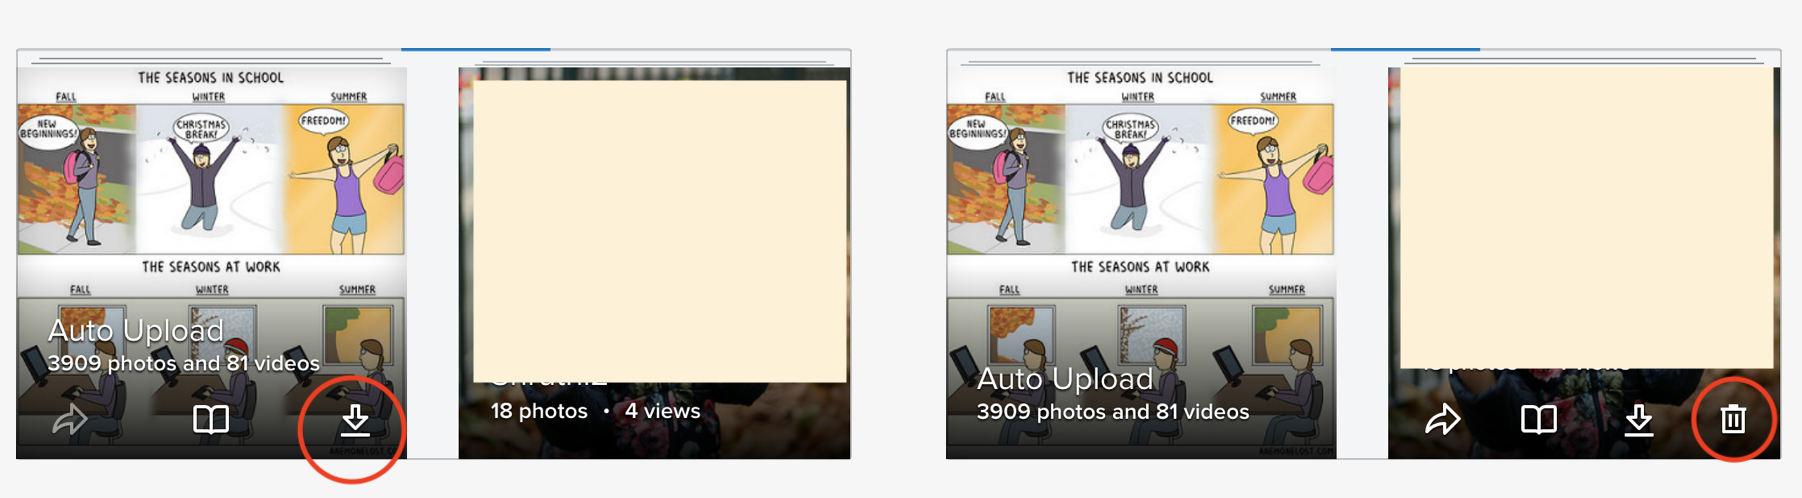 THE SEASONS IN SCHOOL
FALL WINTER SUMMER
NEW
BEGINNINGS!
CHRISTMAS
BREAK!
FREEDOM!
THE SEASONS AT WORK
FALL WINTER SUMMER
Auto Upload
3909 photos and 81 videos
18 photos • 4 views
THE SEASONS IN SCHOOL
FALL WINTER SUMMER
NEW
BEGINNINGS!
CHRISTMAS
BREAK!
FREEDOM!
THE SEASONS AT WORK
FALL WINTER SUMMER
Auto Upload
3909 photos and 81 videos